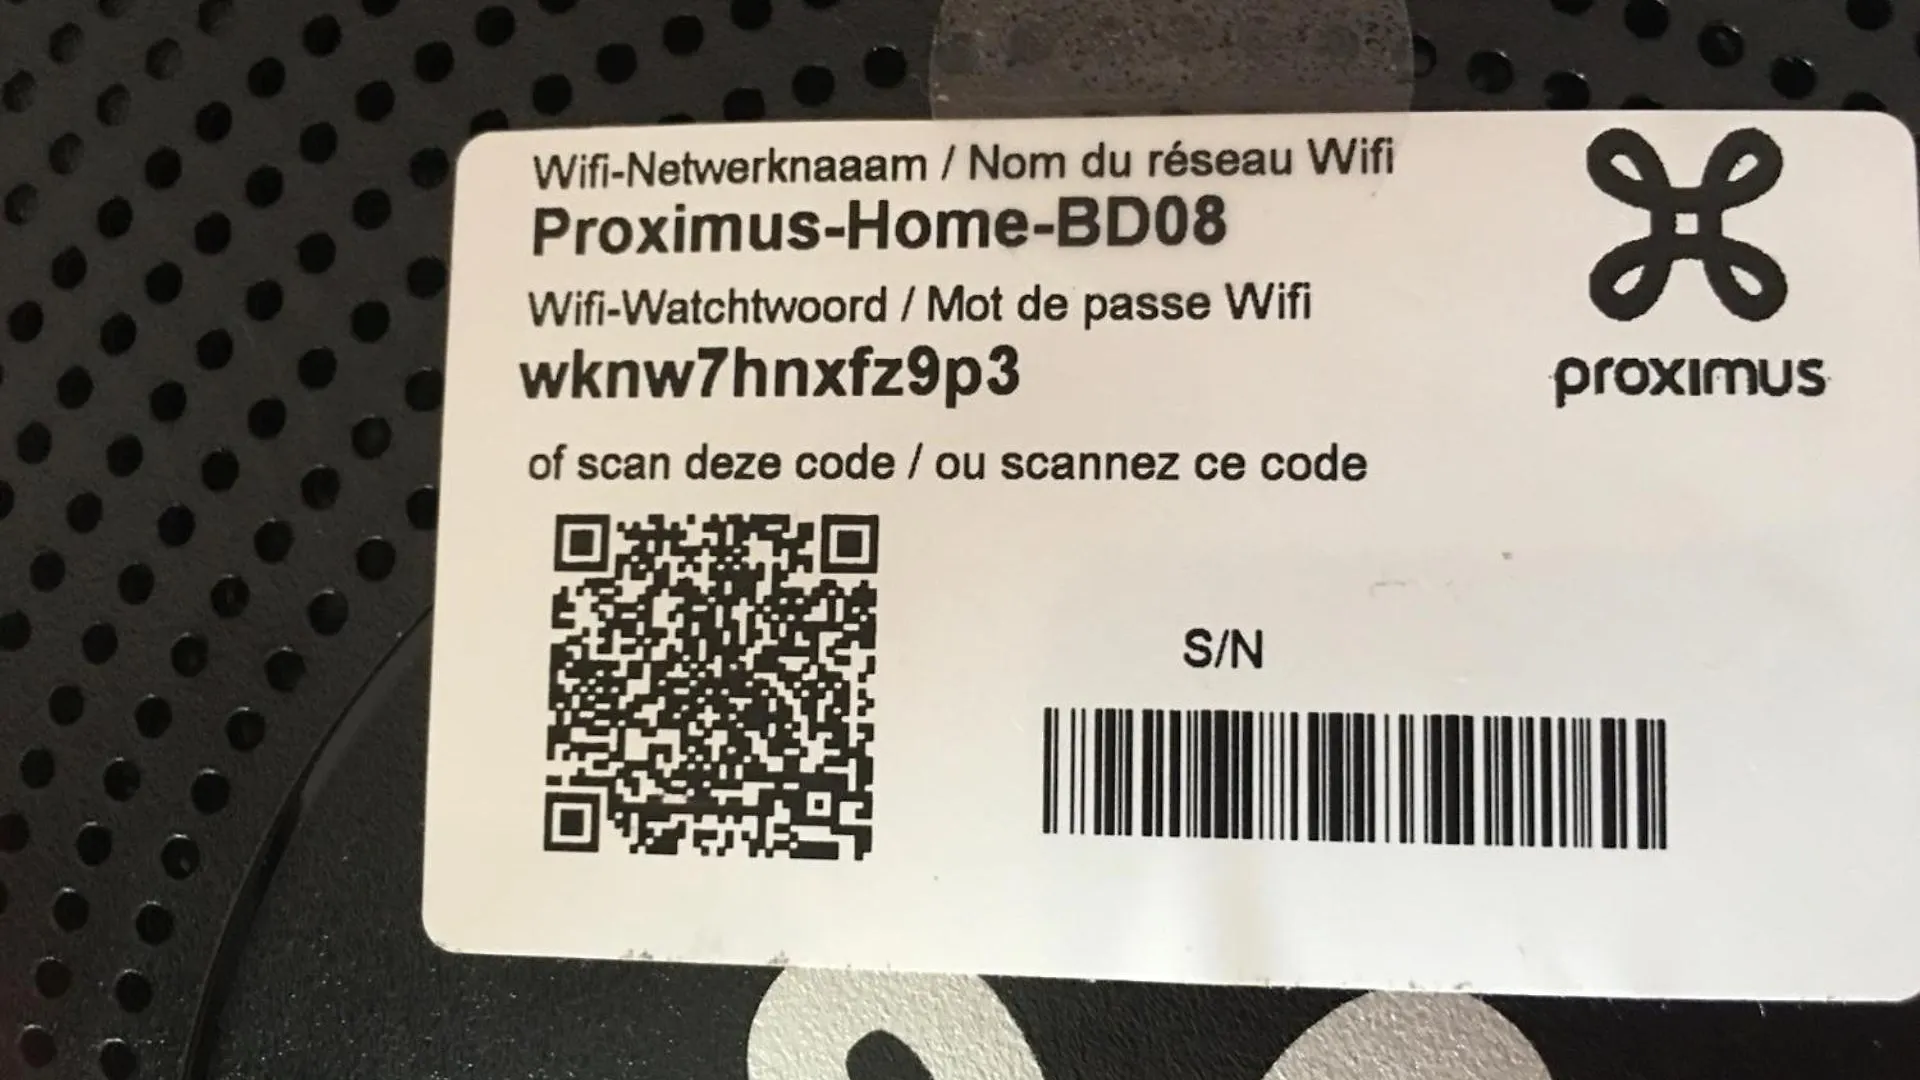 Wifi-Netwerknaaam / Nom du réseau Wifi
Proximus-Home-BD08
Wifi-Watchtwoord / Mot de passe Wifi
wknw7hnxfz9p3
of scan deze code / ou scannez ce code
proximus
S/N